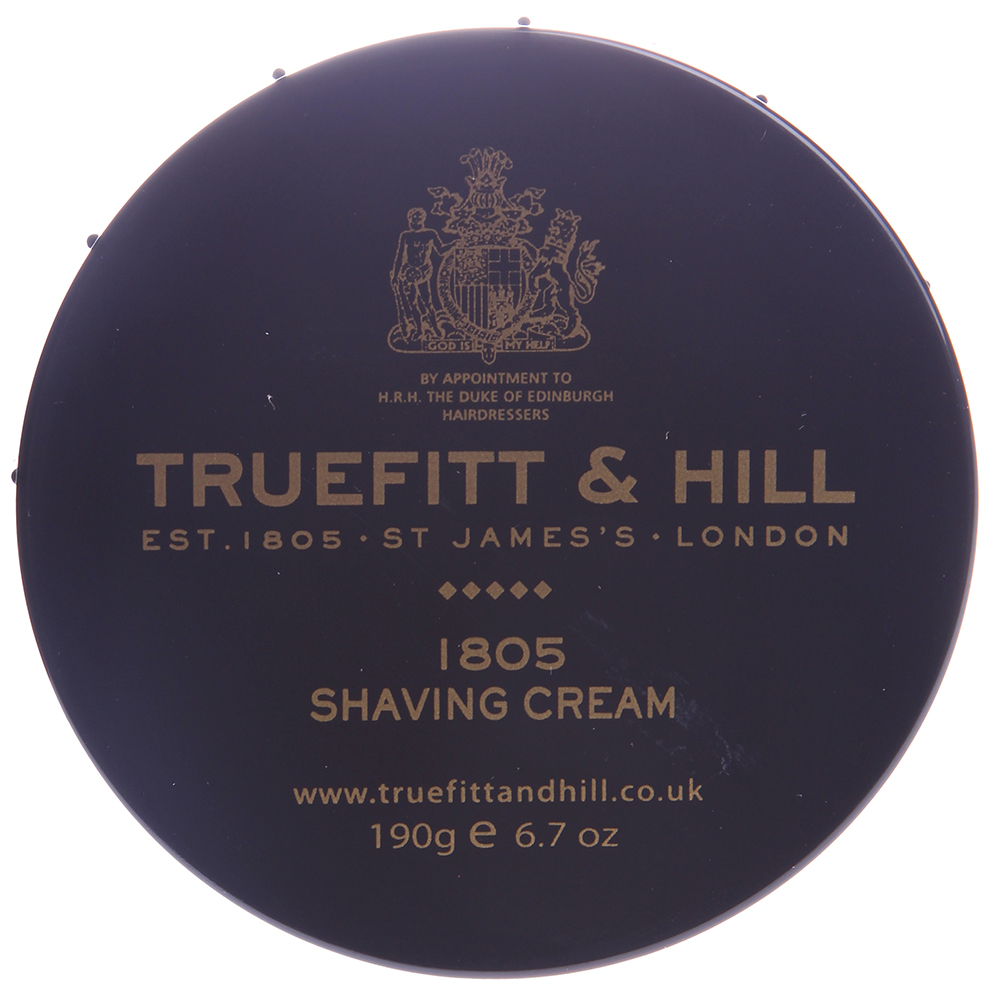 GOD IS MY HELP
BY APPOINTMENT TO
H.R.H. THE DUKE OF EDINBURGH
HAIRDRESSERS
TRUEFITT & HILL
EST. 1805 · ST JAMES'S · LONDON
1805
SHAVING CREAM
www.truefittandhill.co.uk
190g e 6.7 oz